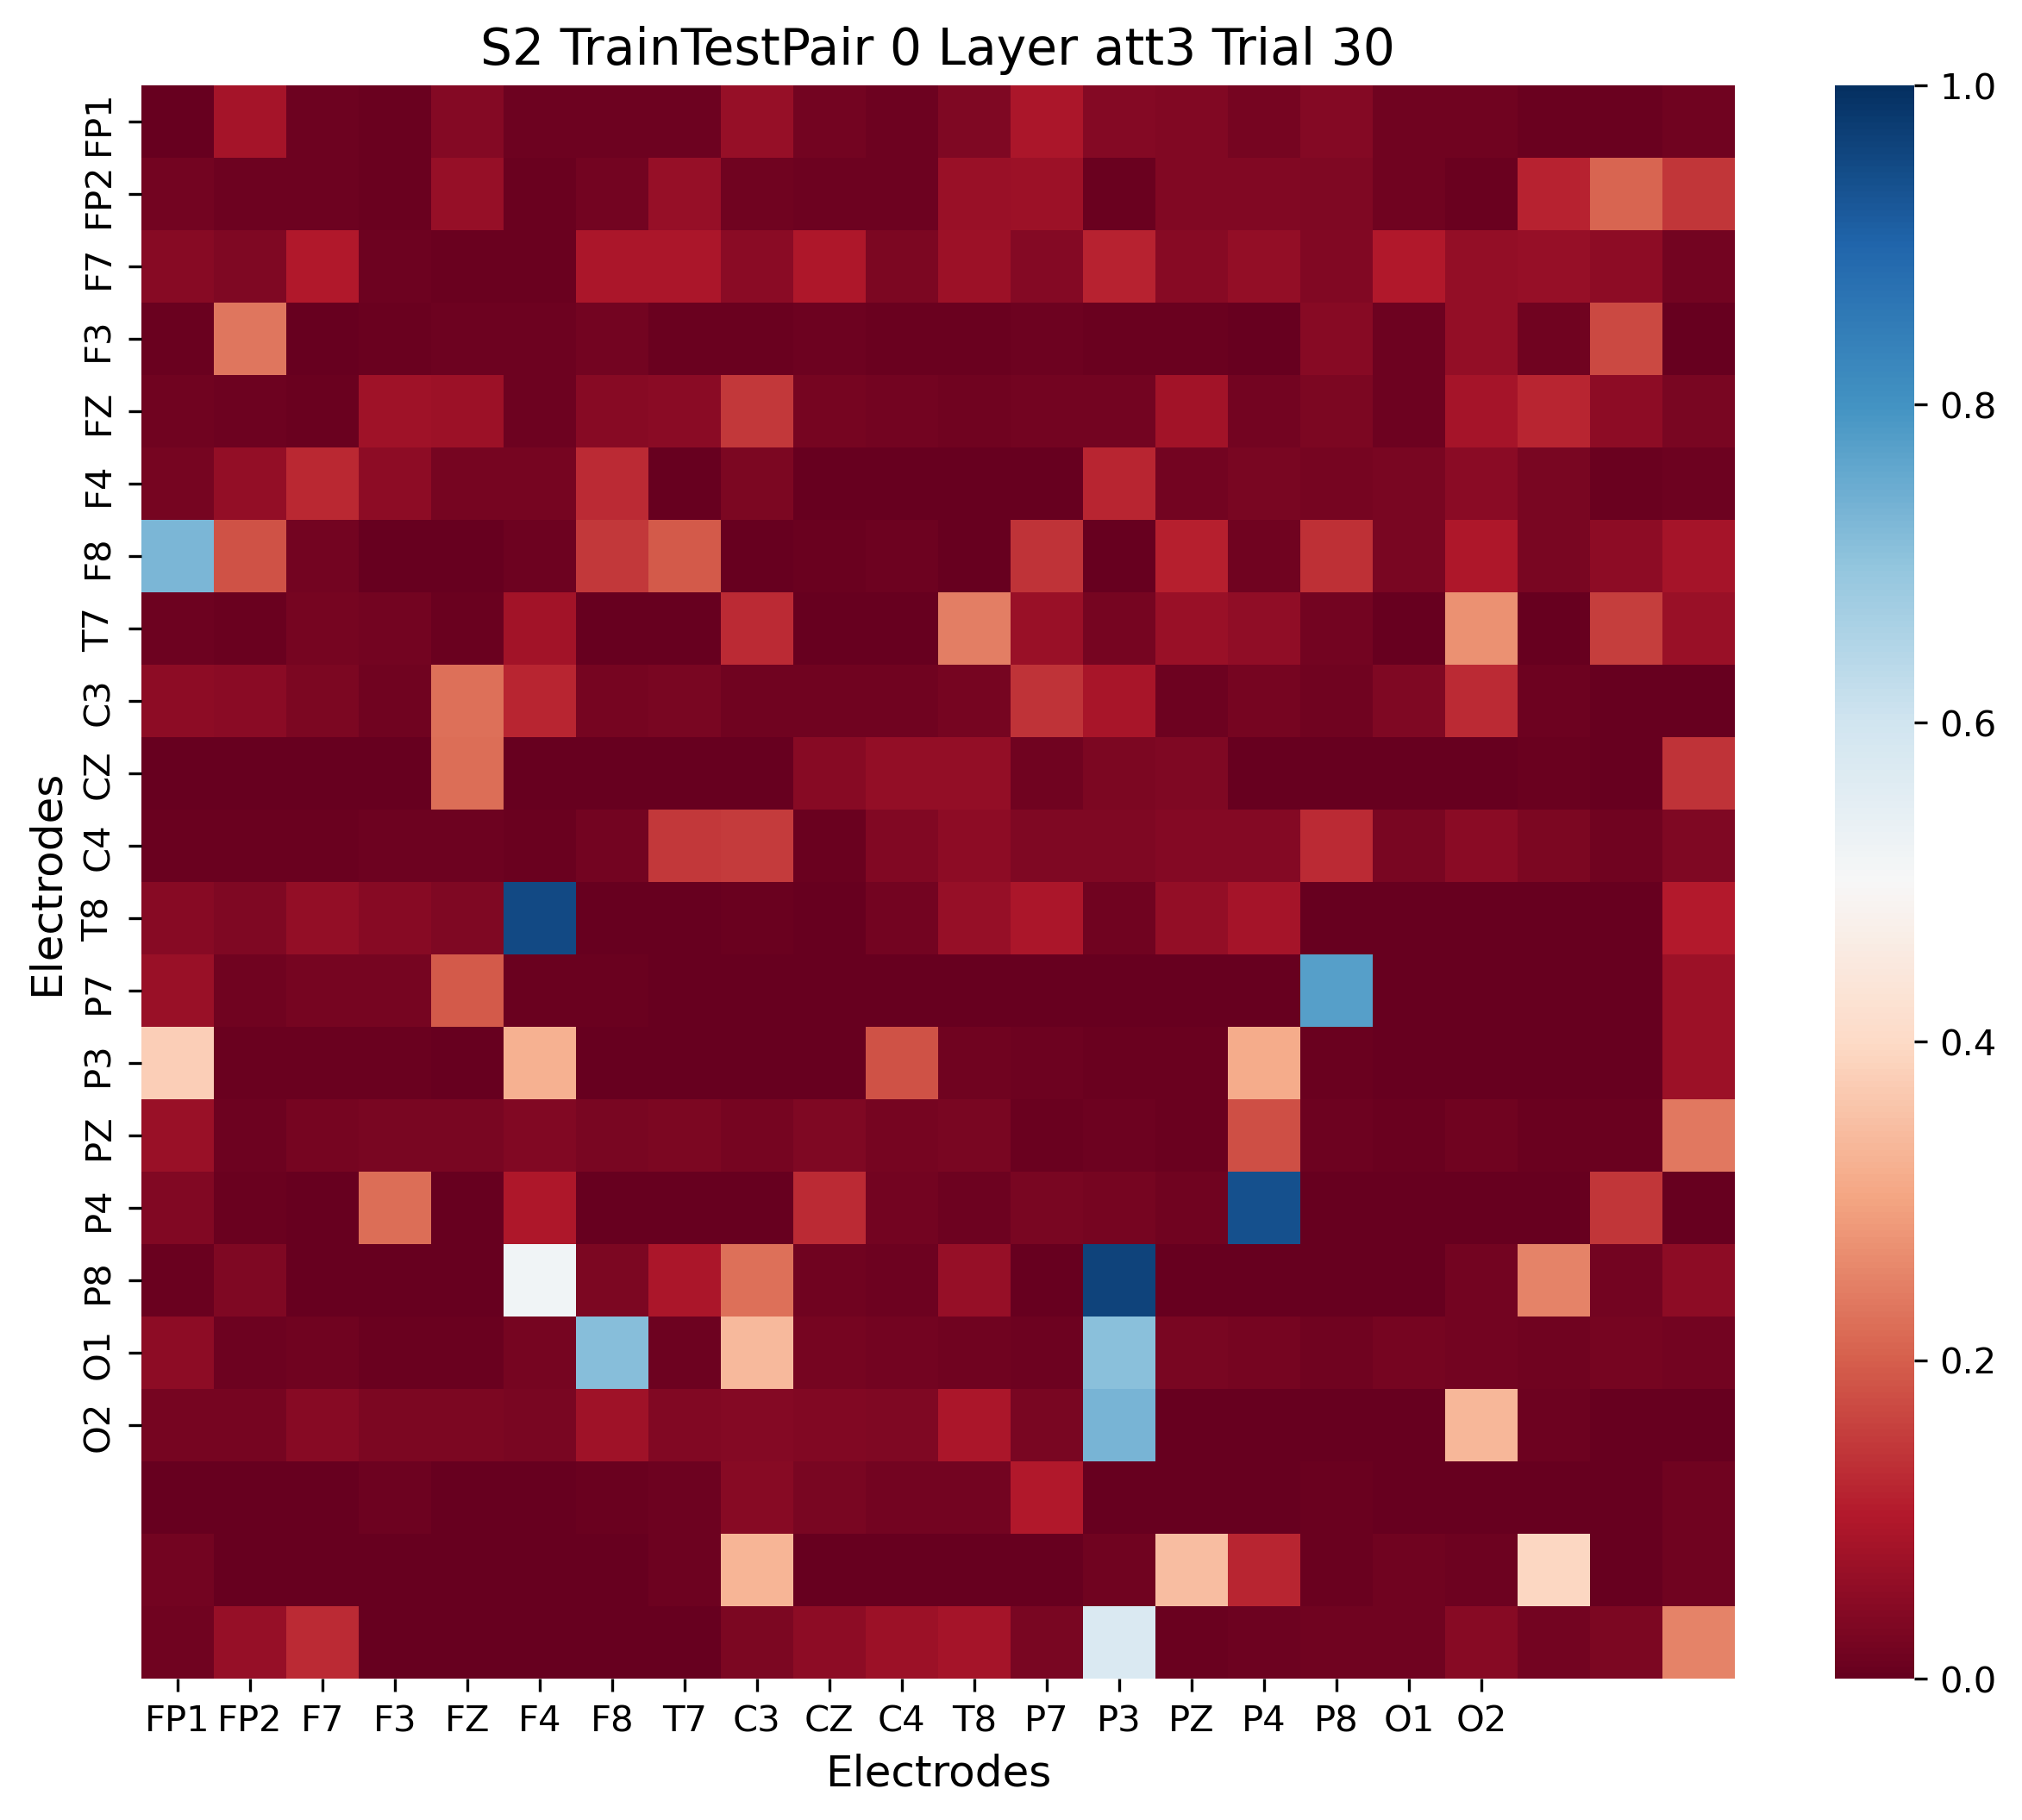 S2 TrainTestPair 0 Layer att3 Trial 30
Electrodes
FP1
FP2
F7
F3
FZ
F4
F8
T7
C3
CZ
C4
T8
P7
P3
PZ
P4
P8
O1
O2
FP1 FP2 F7 F3 FZ F4 F8 T7 C3 CZ C4 T8 P7 P3 PZ P4 P8 O1 O2
Electrodes
1.0
0.8
0.6
0.4
0.2
0.0